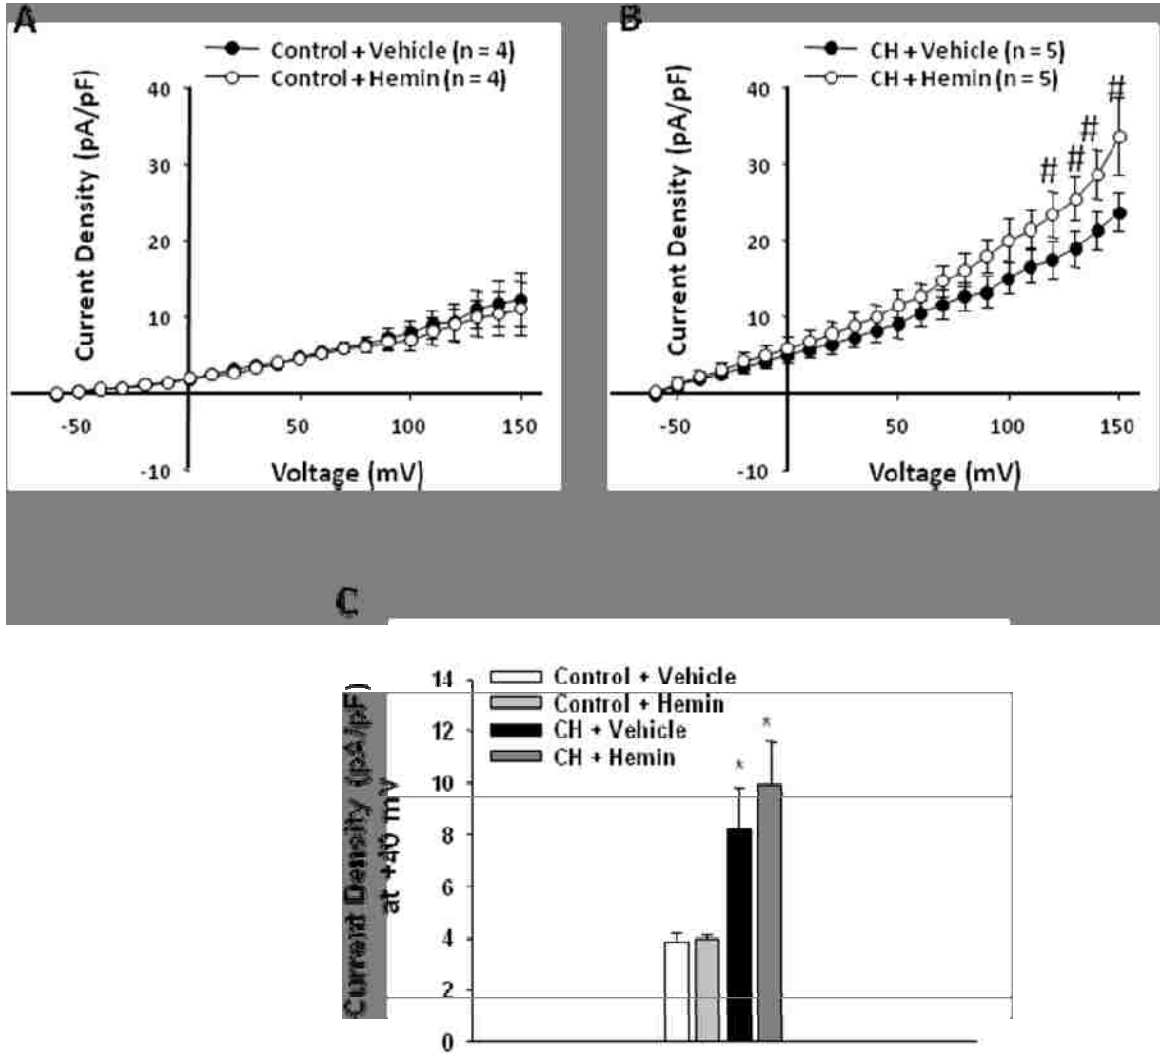 A
Control + Vehicle (n = 4)
Control + Hemin (n = 4)
Current Density (pA/pF)
40
30
20
10
-10
-50
50
100
150
Voltage (mV)
B
CH + Vehicle (n = 5)
CH + Hemin (n = 5)
Current Density (pA/pF)
40
30
20
10
-10
-50
50
100
150
# # # #
Voltage (mV)
C
Current Density (pA/pF)
at +40 mV
14
12
10
8
6
4
2
0
Control + Vehicle
Control + Hemin
CH + Vehicle
CH + Hemin
* *